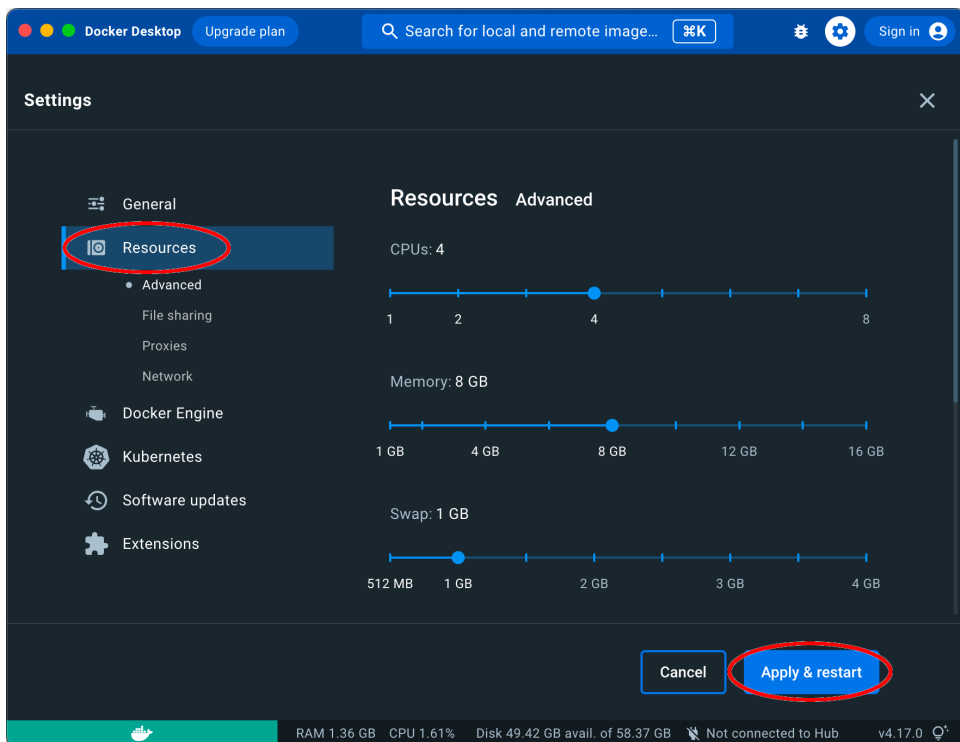 Docker Desktop Upgrade plan Search for local and remote image... ⌘K Sign in
Settings
General
Resources
Advanced
File sharing
Proxies
Network
Docker Engine
Kubernetes
Software updates
Extensions
Resources Advanced
CPUs: 4
1 2 4 8
Memory: 8 GB
1 GB 4 GB 8 GB 12 GB 16 GB
Swap: 1 GB
512 MB 1 GB 2 GB 3 GB 4 GB
Cancel Apply & restart
RAM 1.36 GB CPU 1.61% Disk 49.42 GB avail. of 58.37 GB Not connected to Hub v4.17.0